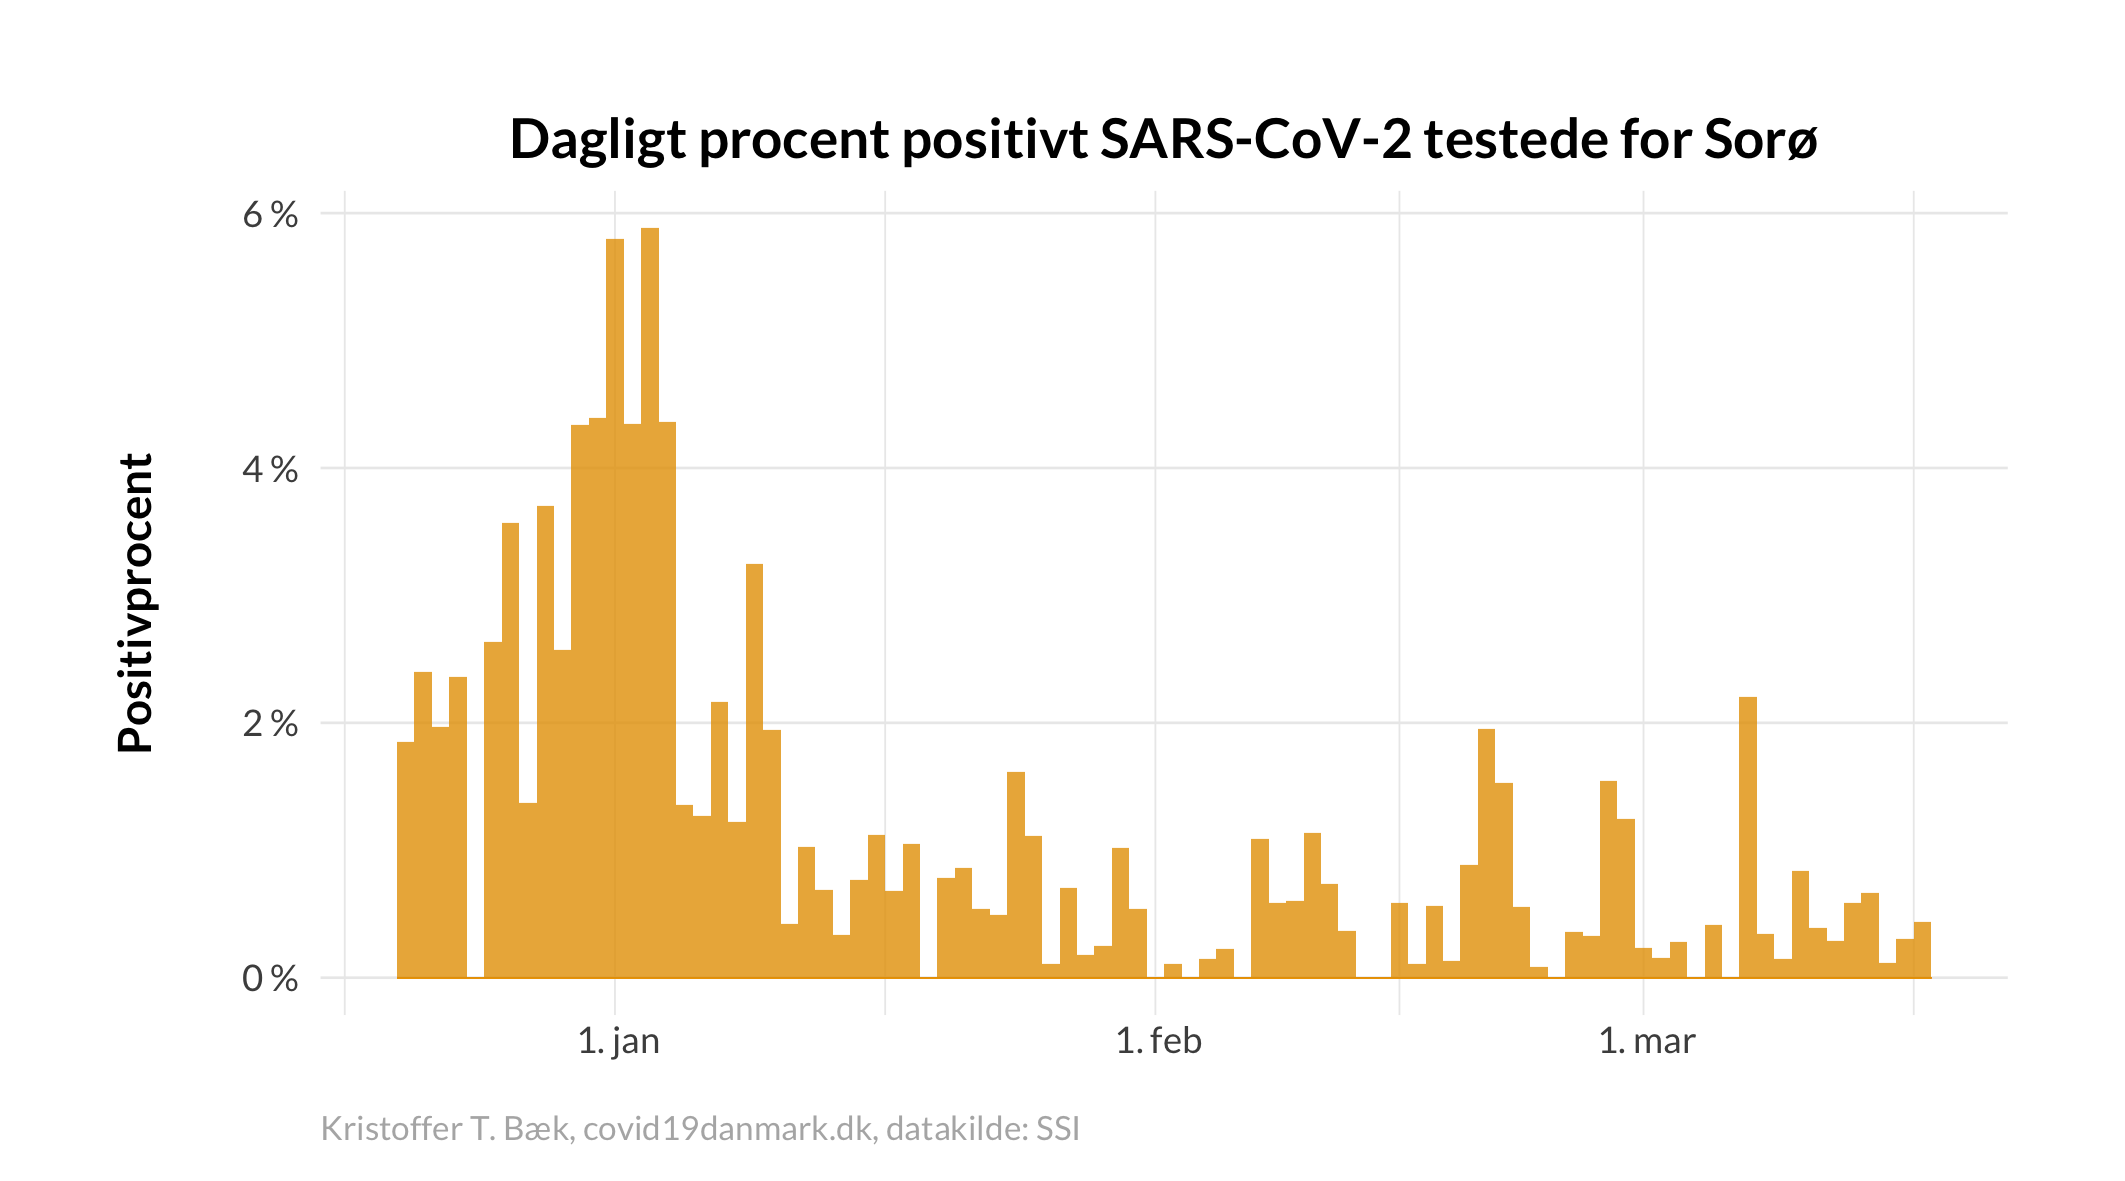 Dagligt procent positivt SARS-CoV-2 testede for Sorø
Positivprocent
6 %
4 %
2 %
0 %
1. jan
1. feb
1. mar
Kristoffer T. Bæk, covid19danmark.dk, datakilde: SSI